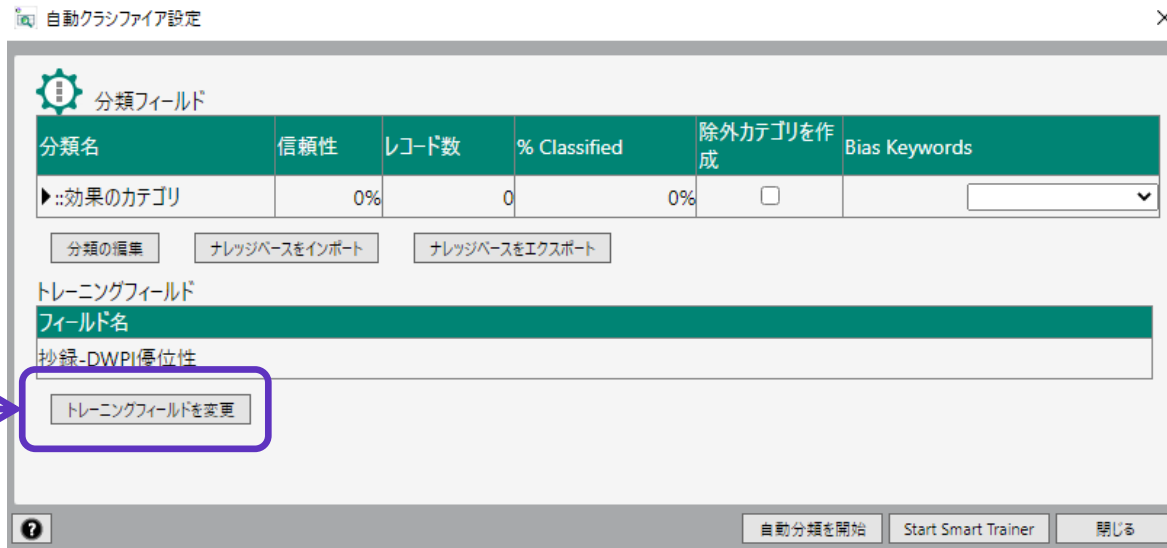 自動クラシファイア設定
分類フィールド
分類名 信頼性 レコード数 % Classified 除外カテゴリを作成 Bias Keywords
::効果のカテゴリ 0% 0 0%
分類の編集 ナレッジベースをインポート ナレッジベースをエクスポート
トレーニングフィールド
フィールド名
抄録-DWPI優位性
トレーニングフィールドを変更
自動分類を開始 Start Smart Trainer 閉じる